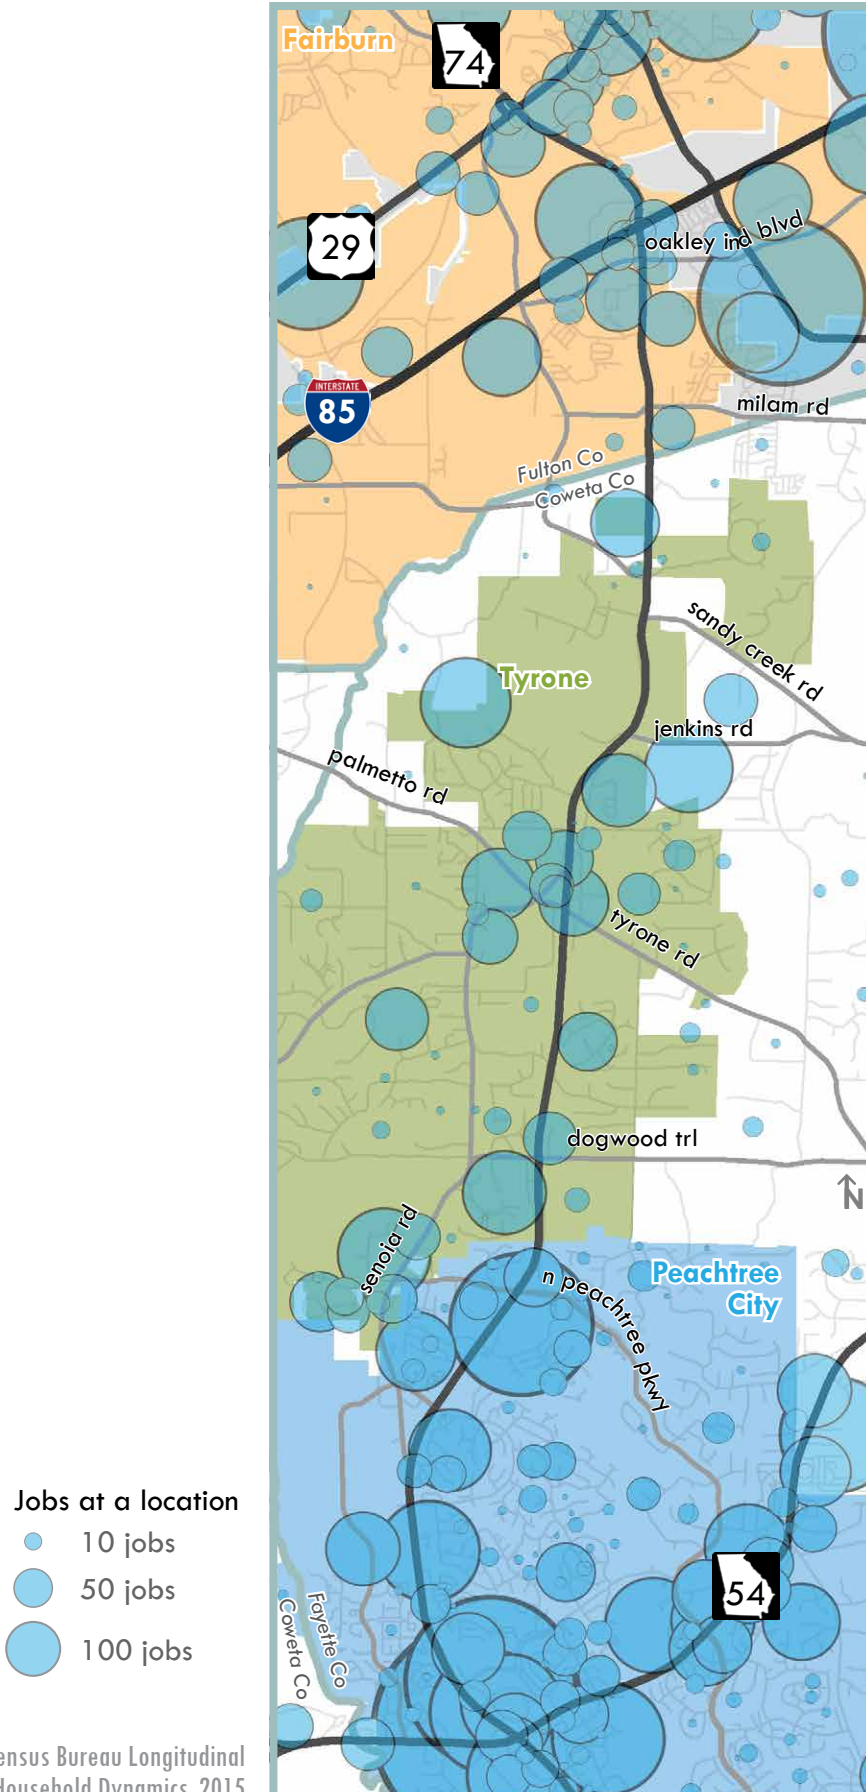 Fairburn
74
29
oakley ind blvd
INTERSTATE
85
milam rd
Fulton Co
Coweta Co
sandy creek rd
Tyrone
jenkins rd
palmetto rd
tyrone rd
dogwood trl
N
senoia rd
Peachtree
City
n peachtree pkwy
Jobs at a location
10 jobs
50 jobs
100 jobs
54
Fayette Co
Coweta Co
ensus Bureau Longitudinal
Household Dynamics, 2015